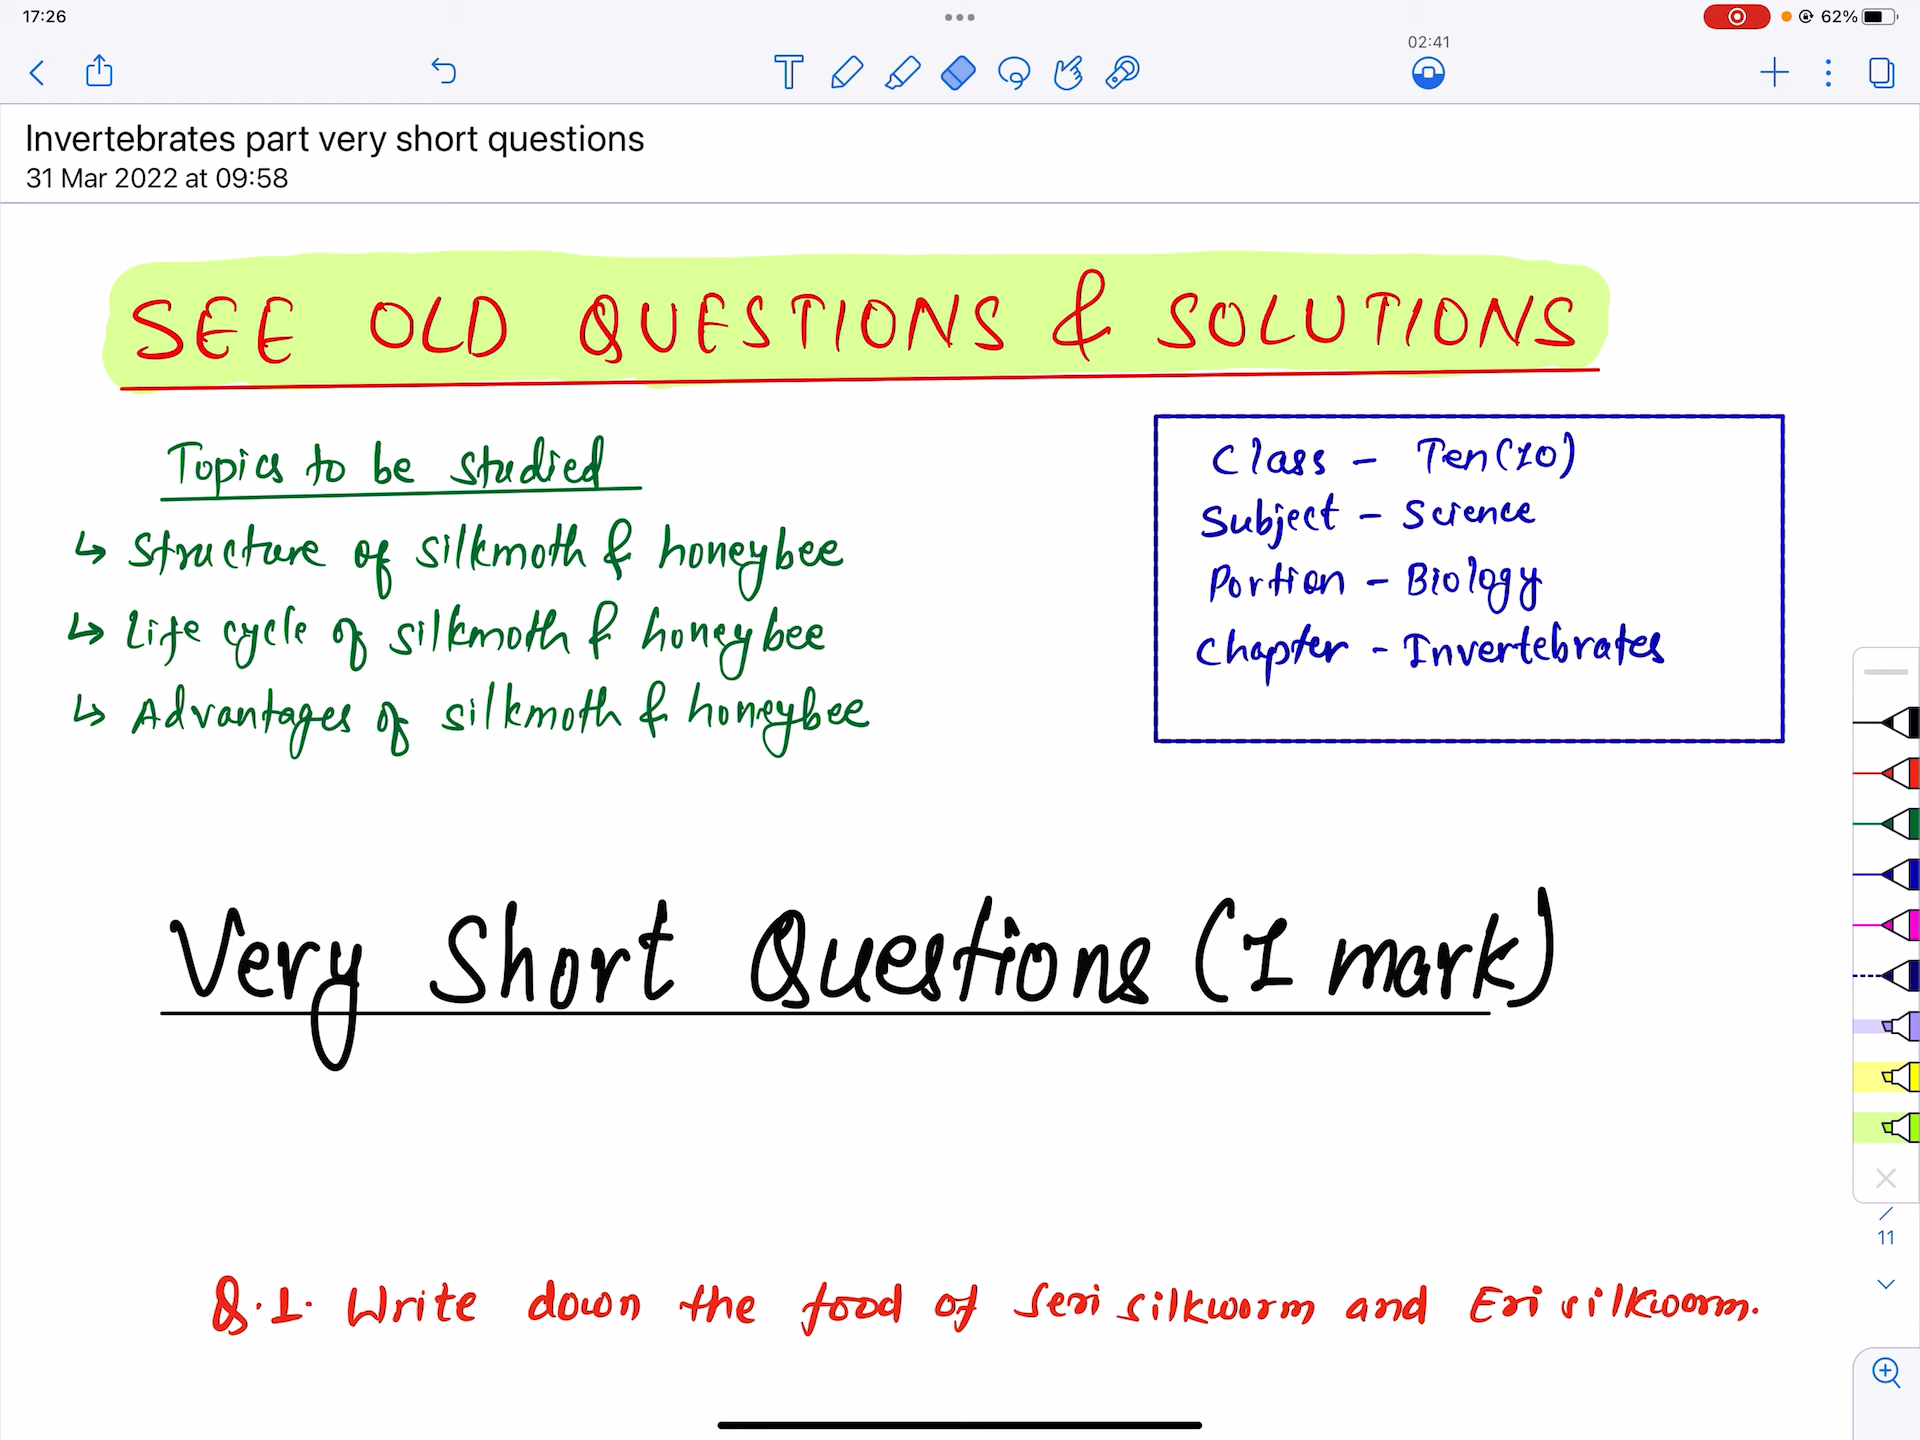 17:26
62%
02:41
Invertebrates part very short questions
31 Mar 2022 at 09:58
SEE OLD QUESTIONS & SOLUTIONS
Topics to be studied
↳ Structure of silkmoth & honeybee
↳ Life cycle of silkmoth & honeybee
↳ Advantages of silkmoth & honeybee
Class - Ten(10)
Subject - Science
Portion - Biology
Chapter - Invertebrates
Very Short Questions (1 mark)
11
Q.1. Write down the food of Seri silkworm and Eri silkworm.